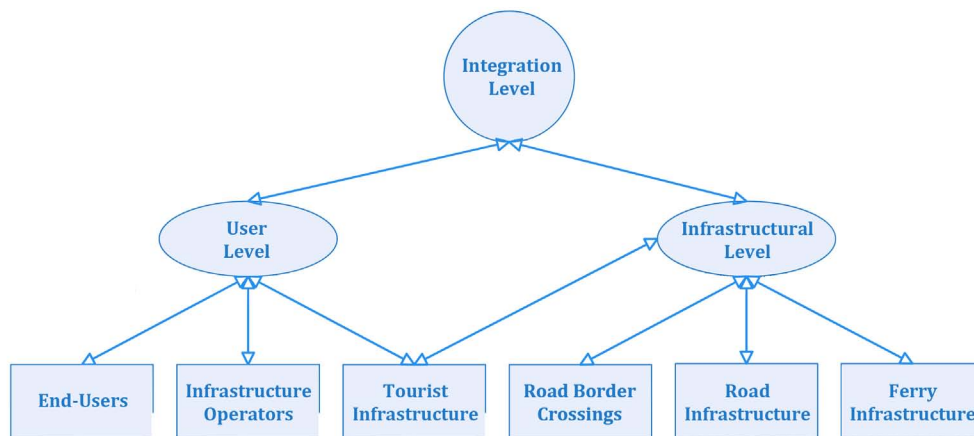 Integration
Level
User
Level
Infrastructural
Level
End-Users
Infrastructure
Operators
Tourist
Infrastructure
Road Border
Crossings
Road
Infrastructure
Ferry
Infrastructure